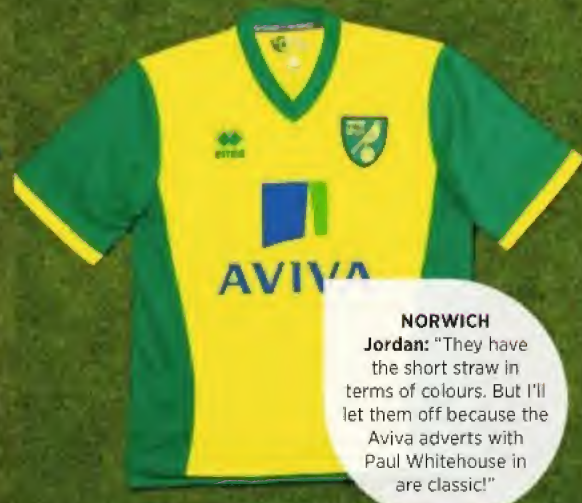 errea
AVIVA
NORWICH
Jordan: "They have
the short straw in
terms of colours. But I'll
let them off because the
Aviva adverts with
Paul Whitehouse in
are classic!"